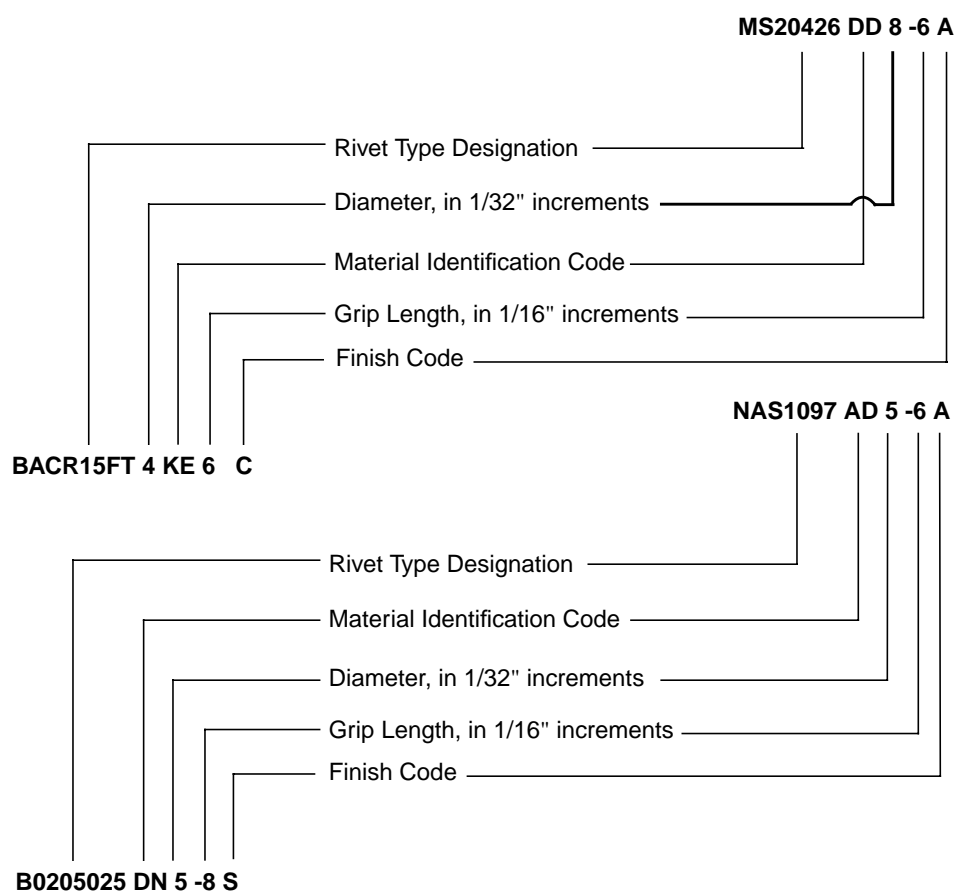 MS20426 DD 8 -6 A
Rivet Type Designation
Diameter, in 1/32" increments
Material Identification Code
Grip Length, in 1/16" increments
Finish Code
NAS1097 AD 5 -6 A
BACR15FT 4 KE 6 C
Rivet Type Designation
Material Identification Code
Diameter, in 1/32" increments
Grip Length, in 1/16" increments
Finish Code
B0205025 DN 5 -8 S